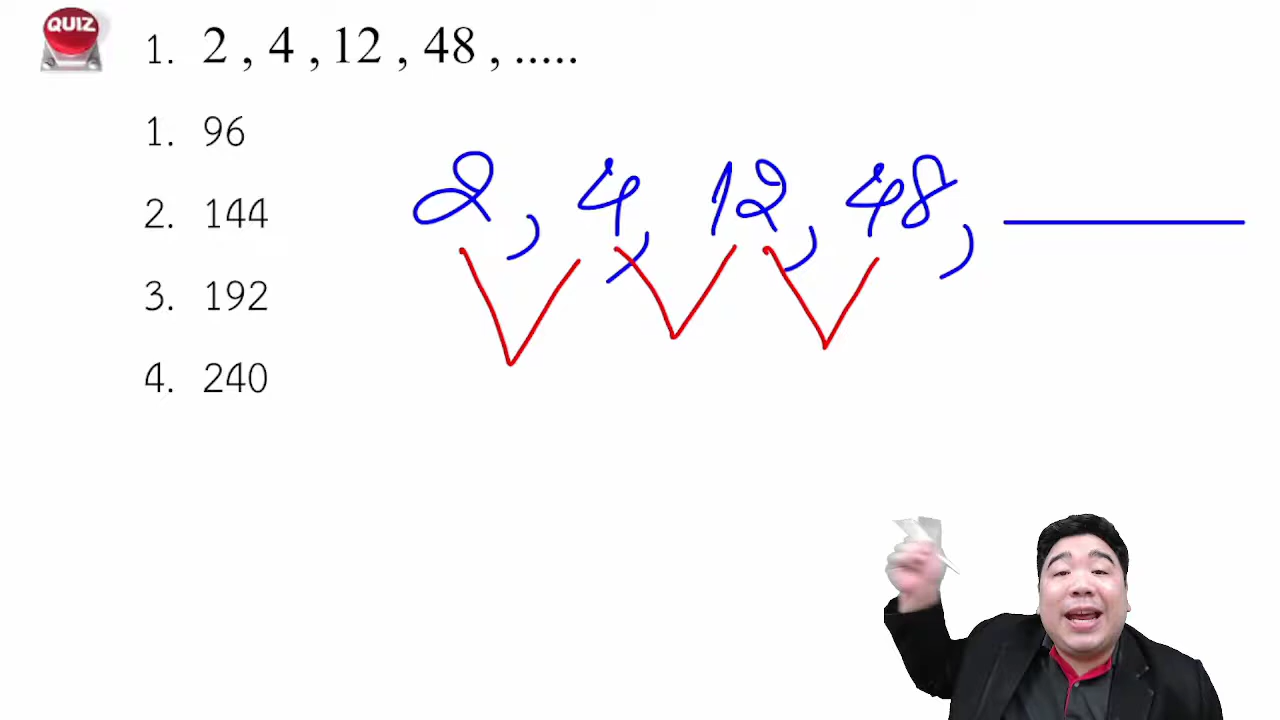 QUIZ
1. 2 , 4 , 12 , 48 , .....
1. 96
2. 144
3. 192
4. 240
2, 4, 12, 48,